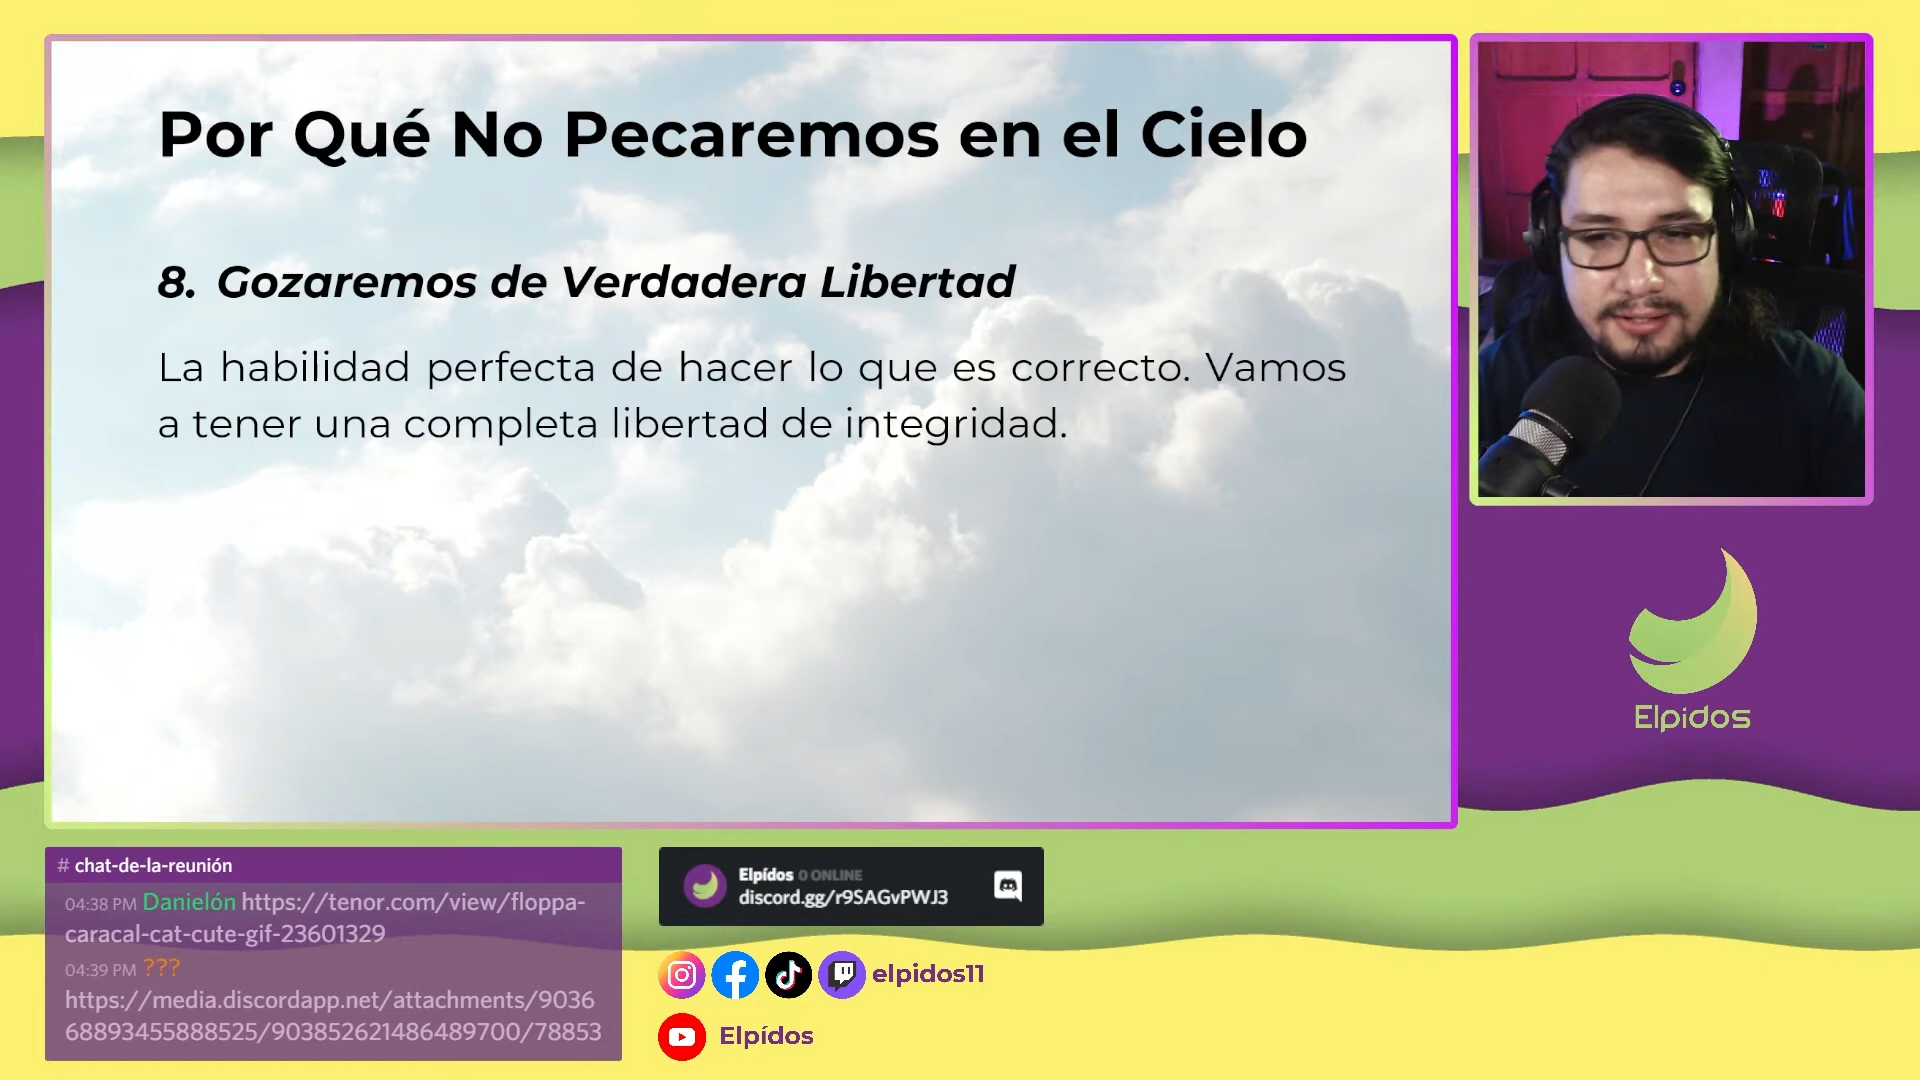 Por Qué No Pecaremos en el Cielo
8. Gozaremos de Verdadera Libertad
La habilidad perfecta de hacer lo que es correcto. Vamos
a tener una completa libertad de integridad.
Elpidos
# chat-de-la-reunión
04:38 PM Danielón https://tenor.com/view/floppa-
caracal-cat-cute-gif-23601329
04:39 PM ???
https://media.discordapp.net/attachments/9036
68893455888525/903852621486489700/78853
Elpídos 0 ONLINE
discord.gg/r9SAGvPWJ3
elpidos11
Elpídos